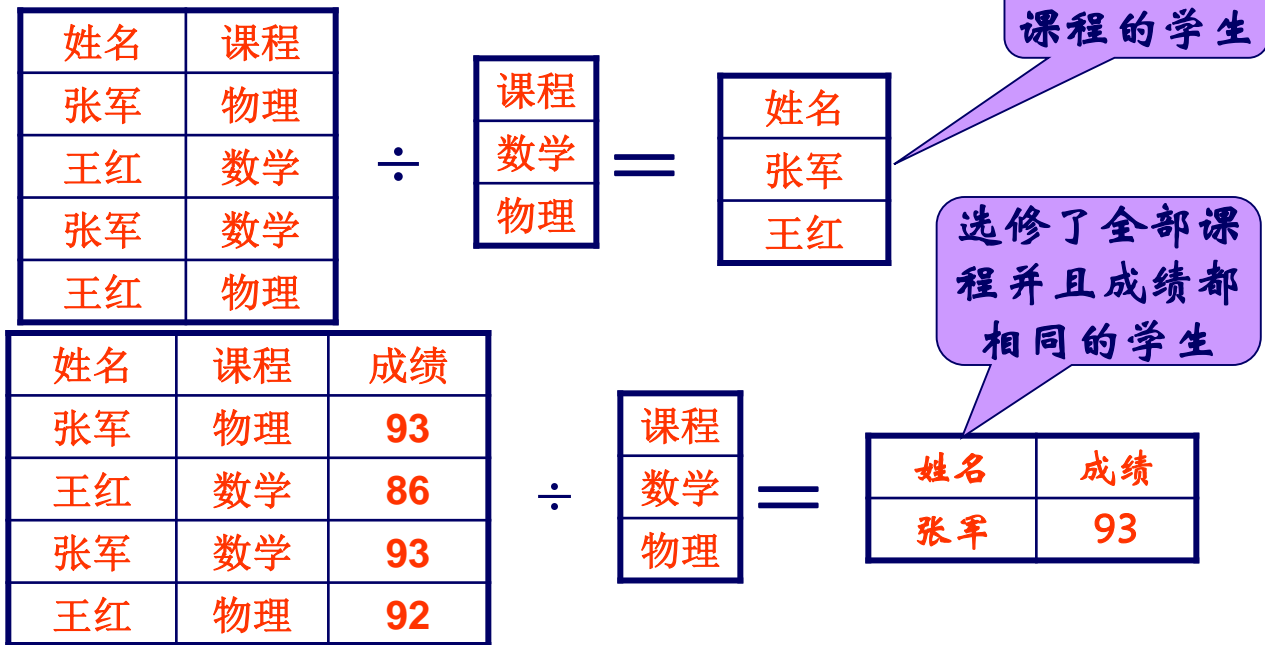 课程的学生
姓名 课程
张军 物理
王红 数学
张军 数学
王红 物理
÷
课程
数学
物理
=
姓名
张军
王红
选修了全部课
程并且成绩都
相同的学生
姓名 课程 成绩
张军 物理 93
王红 数学 86
张军 数学 93
王红 物理 92
÷
课程
数学
物理
=
姓名 成绩
张军 93